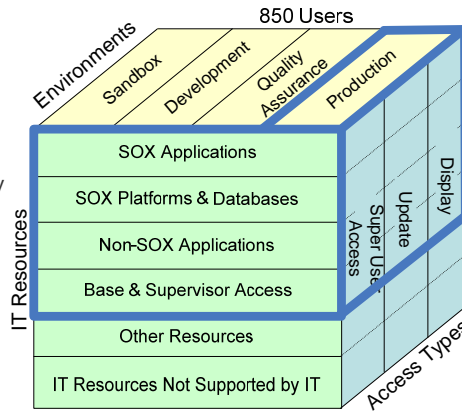 850 Users
Environments
Sandbox
Development
Quality
Assurance
Production
IT Resources
SOX Applications
SOX Platforms & Databases
Non-SOX Applications
Base & Supervisor Access
Other Resources
IT Resources Not Supported by IT
Super User
Access
Update
Display
Access Types